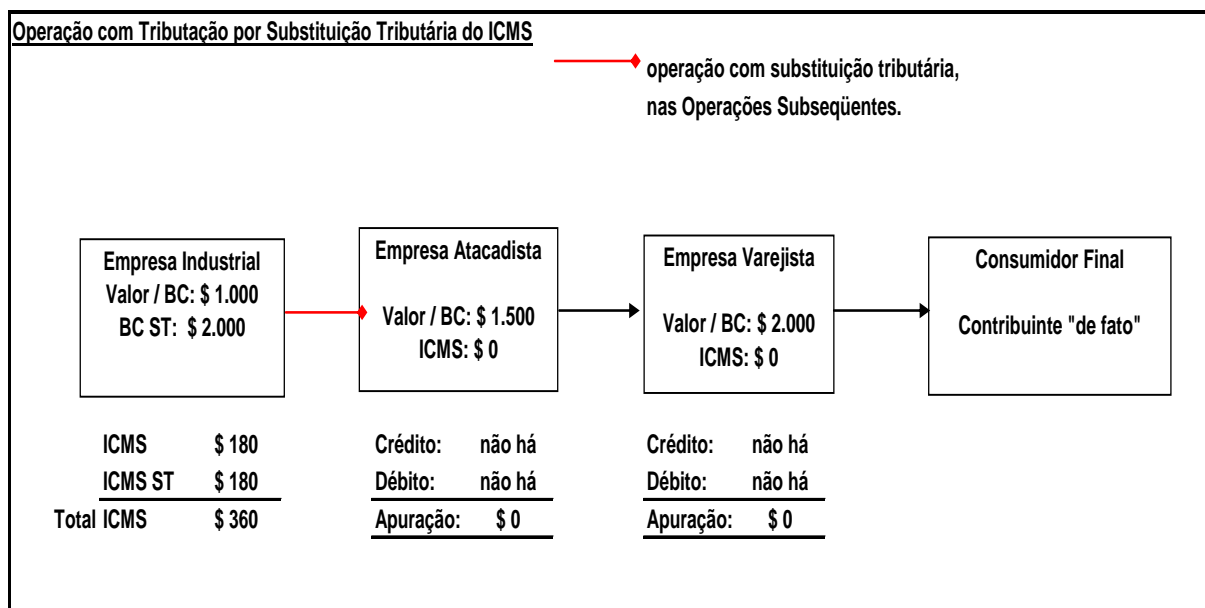 Operação com Tributação por Substituição Tributária do ICMS
operação com substituição tributária,
nas Operações Subseqüentes.
Empresa Industrial
Valor / BC: $ 1.000
BC ST: $ 2.000
Empresa Atacadista
Valor / BC: $ 1.500
ICMS: $ 0
Empresa Varejista
Valor / BC: $ 2.000
ICMS: $ 0
Consumidor Final
Contribuinte "de fato"
ICMS $ 180
ICMS ST $ 180
Total ICMS $ 360
Crédito: não há
Débito: não há
Apuração: $ 0
Crédito: não há
Débito: não há
Apuração: $ 0